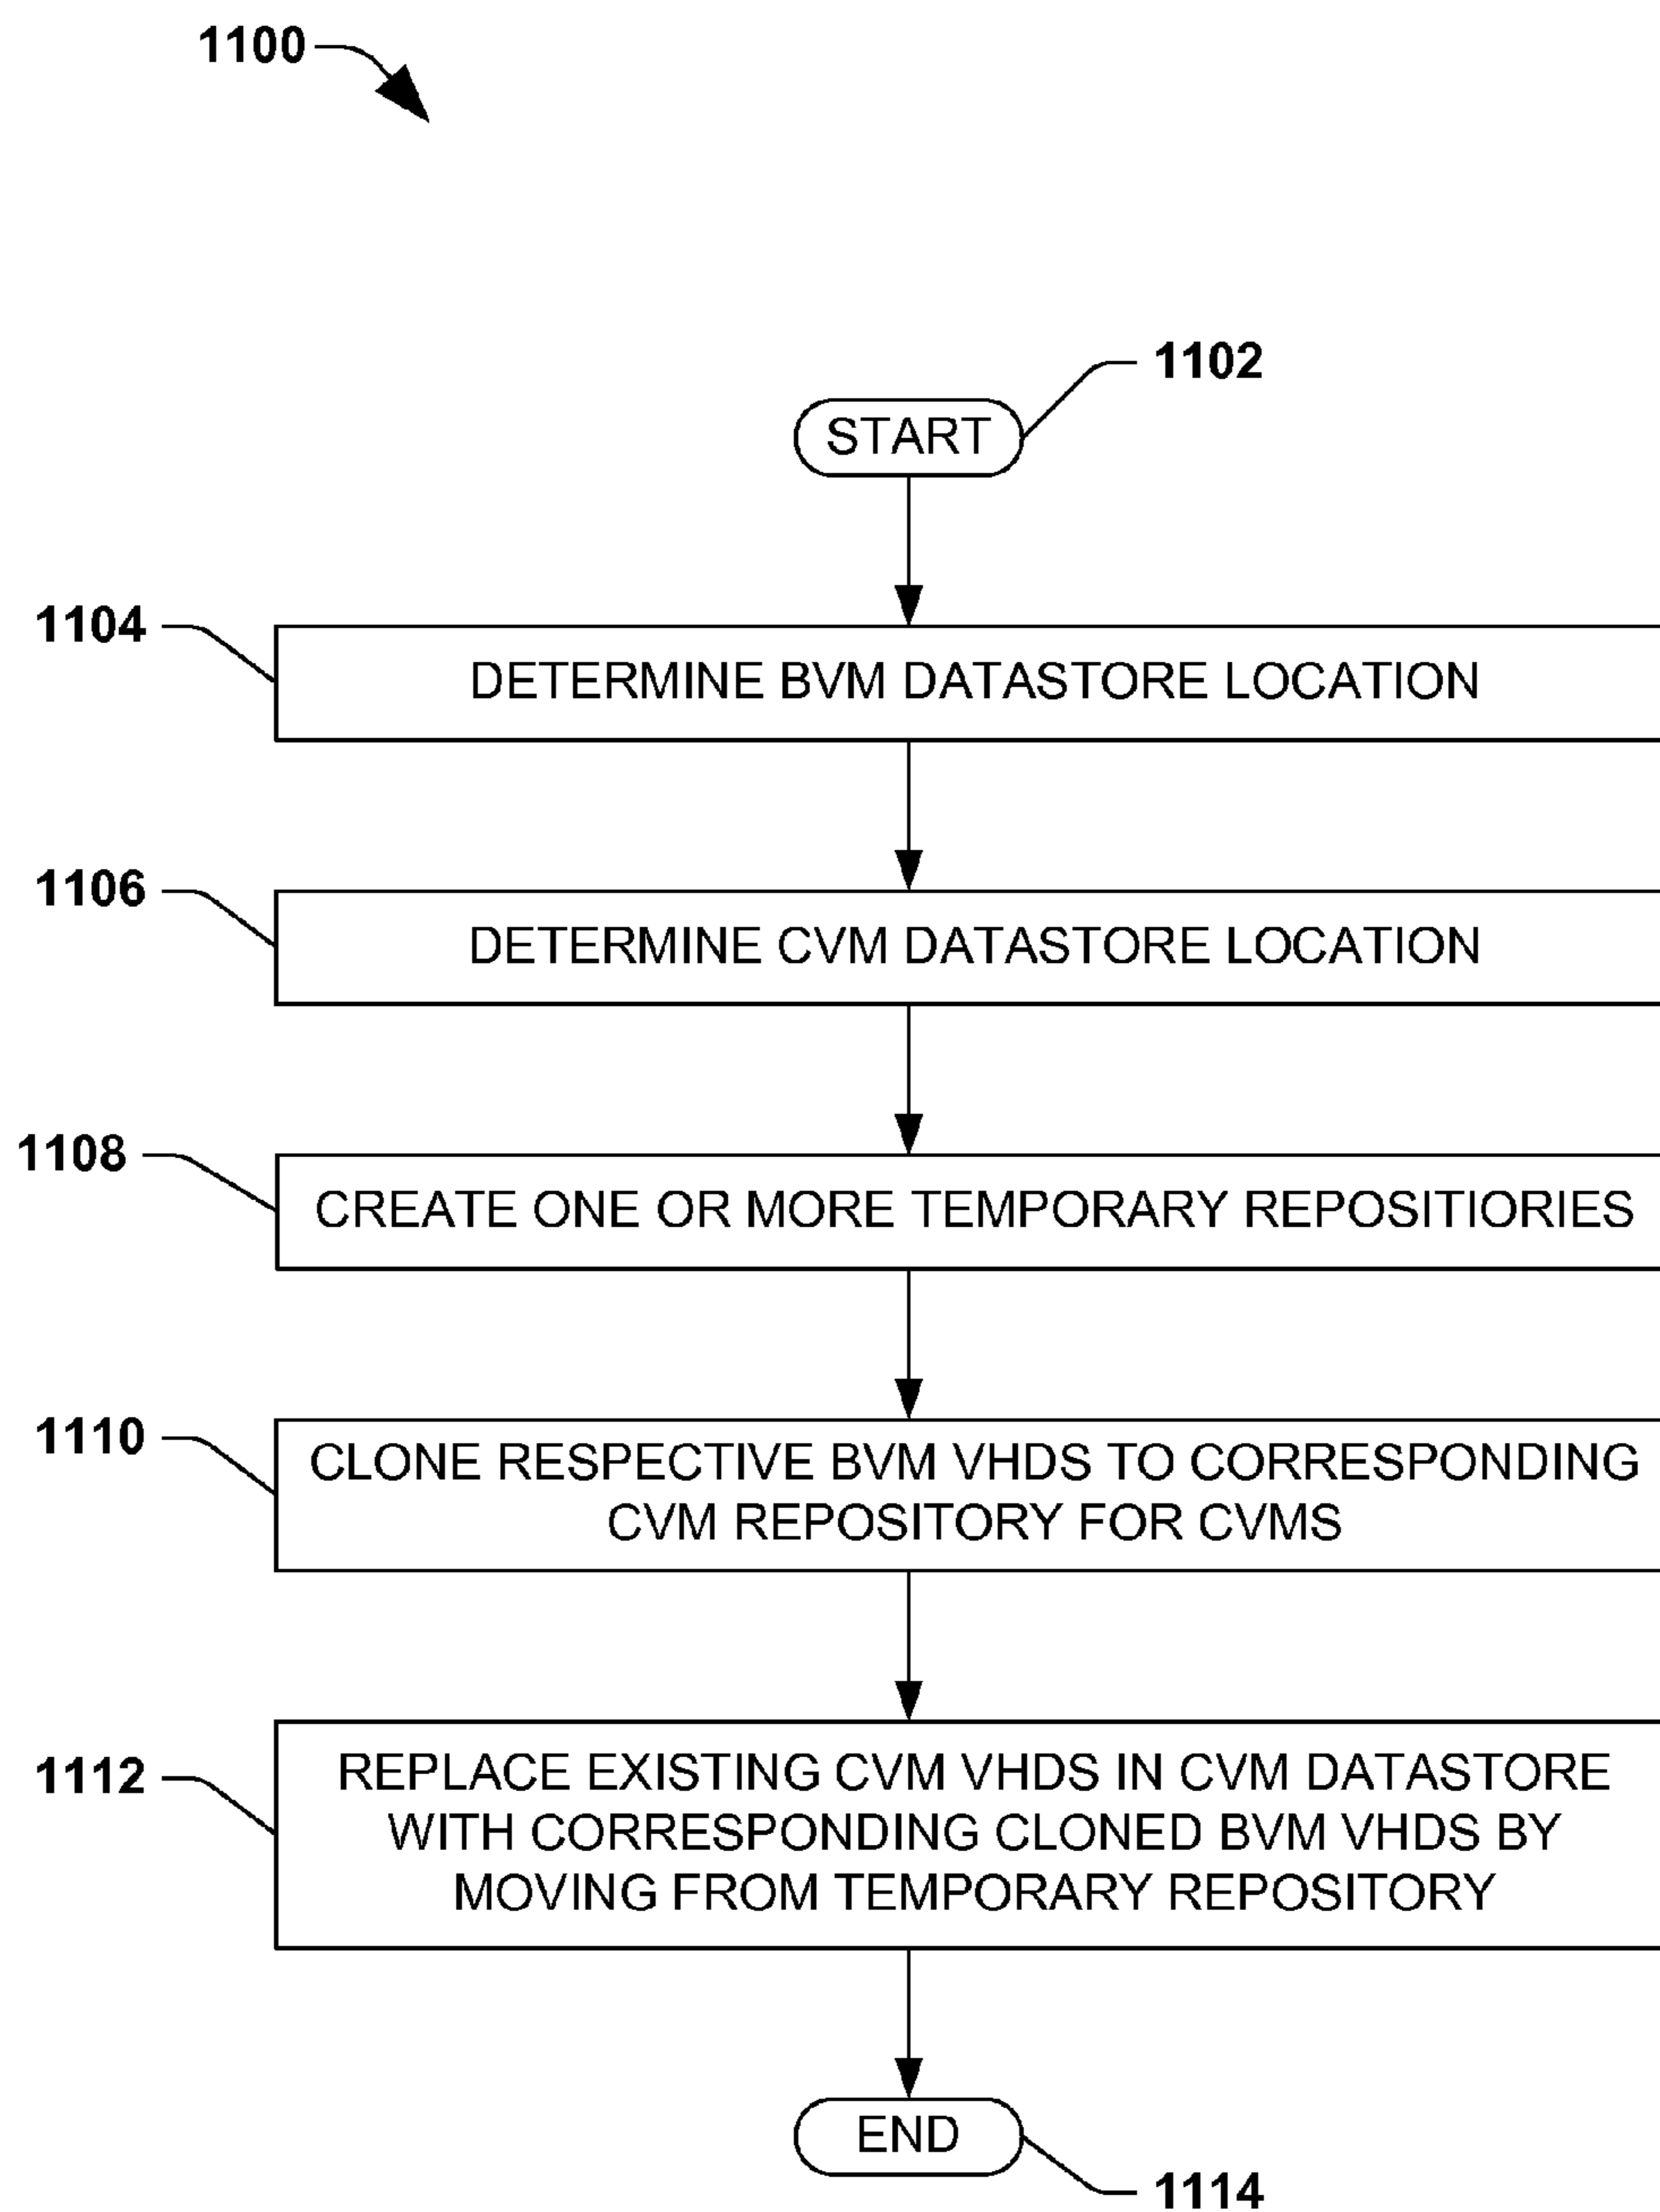 1100
1102
START
1104
DETERMINE BVM DATASTORE LOCATION
1106
DETERMINE CVM DATASTORE LOCATION
1108
CREATE ONE OR MORE TEMPORARY REPOSITIORIES
1110
CLONE RESPECTIVE BVM VHDS TO CORRESPONDING
CVM REPOSITORY FOR CVMS
1112
REPLACE EXISTING CVM VHDS IN CVM DATASTORE
WITH CORRESPONDING CLONED BVM VHDS BY
MOVING FROM TEMPORARY REPOSITORY
END
1114